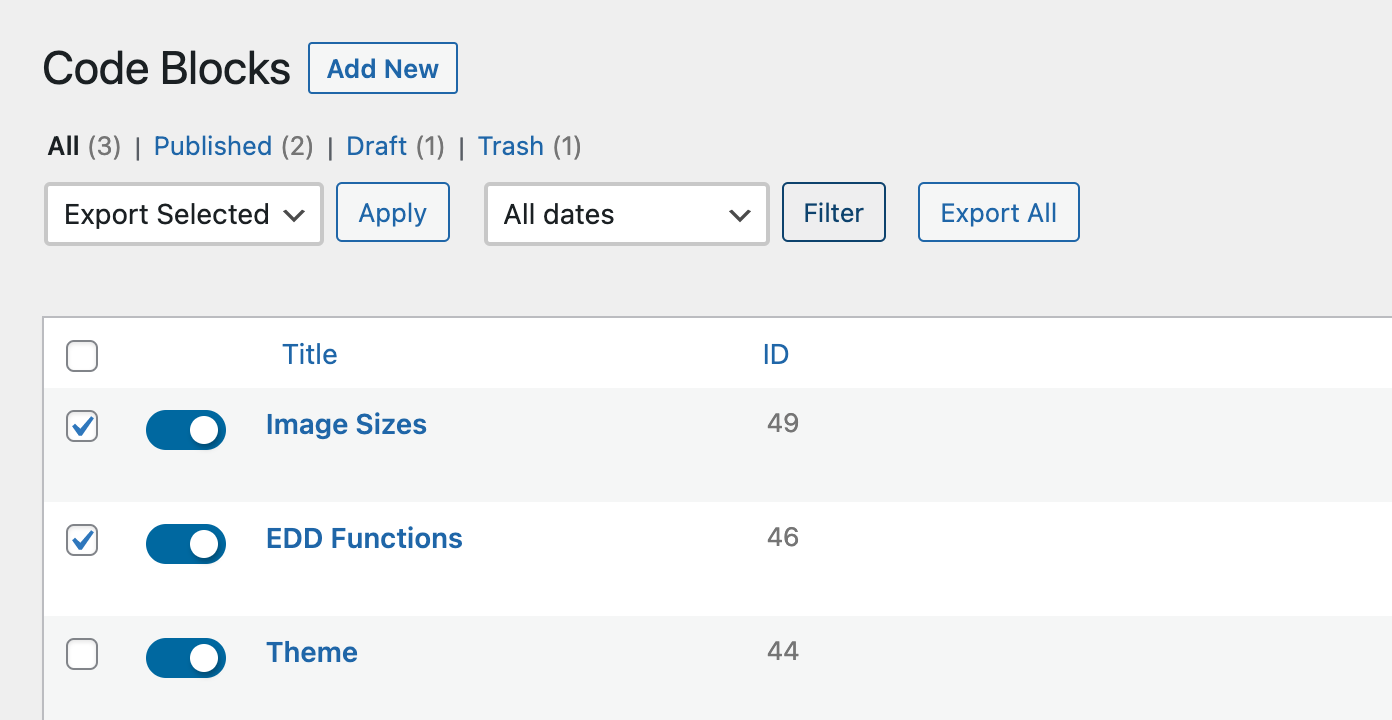 Code Blocks Add New
All (3) | Published (2) | Draft (1) | Trash (1)
Export Selected Apply All dates Filter Export All
Title ID
Image Sizes 49
EDD Functions 46
Theme 44